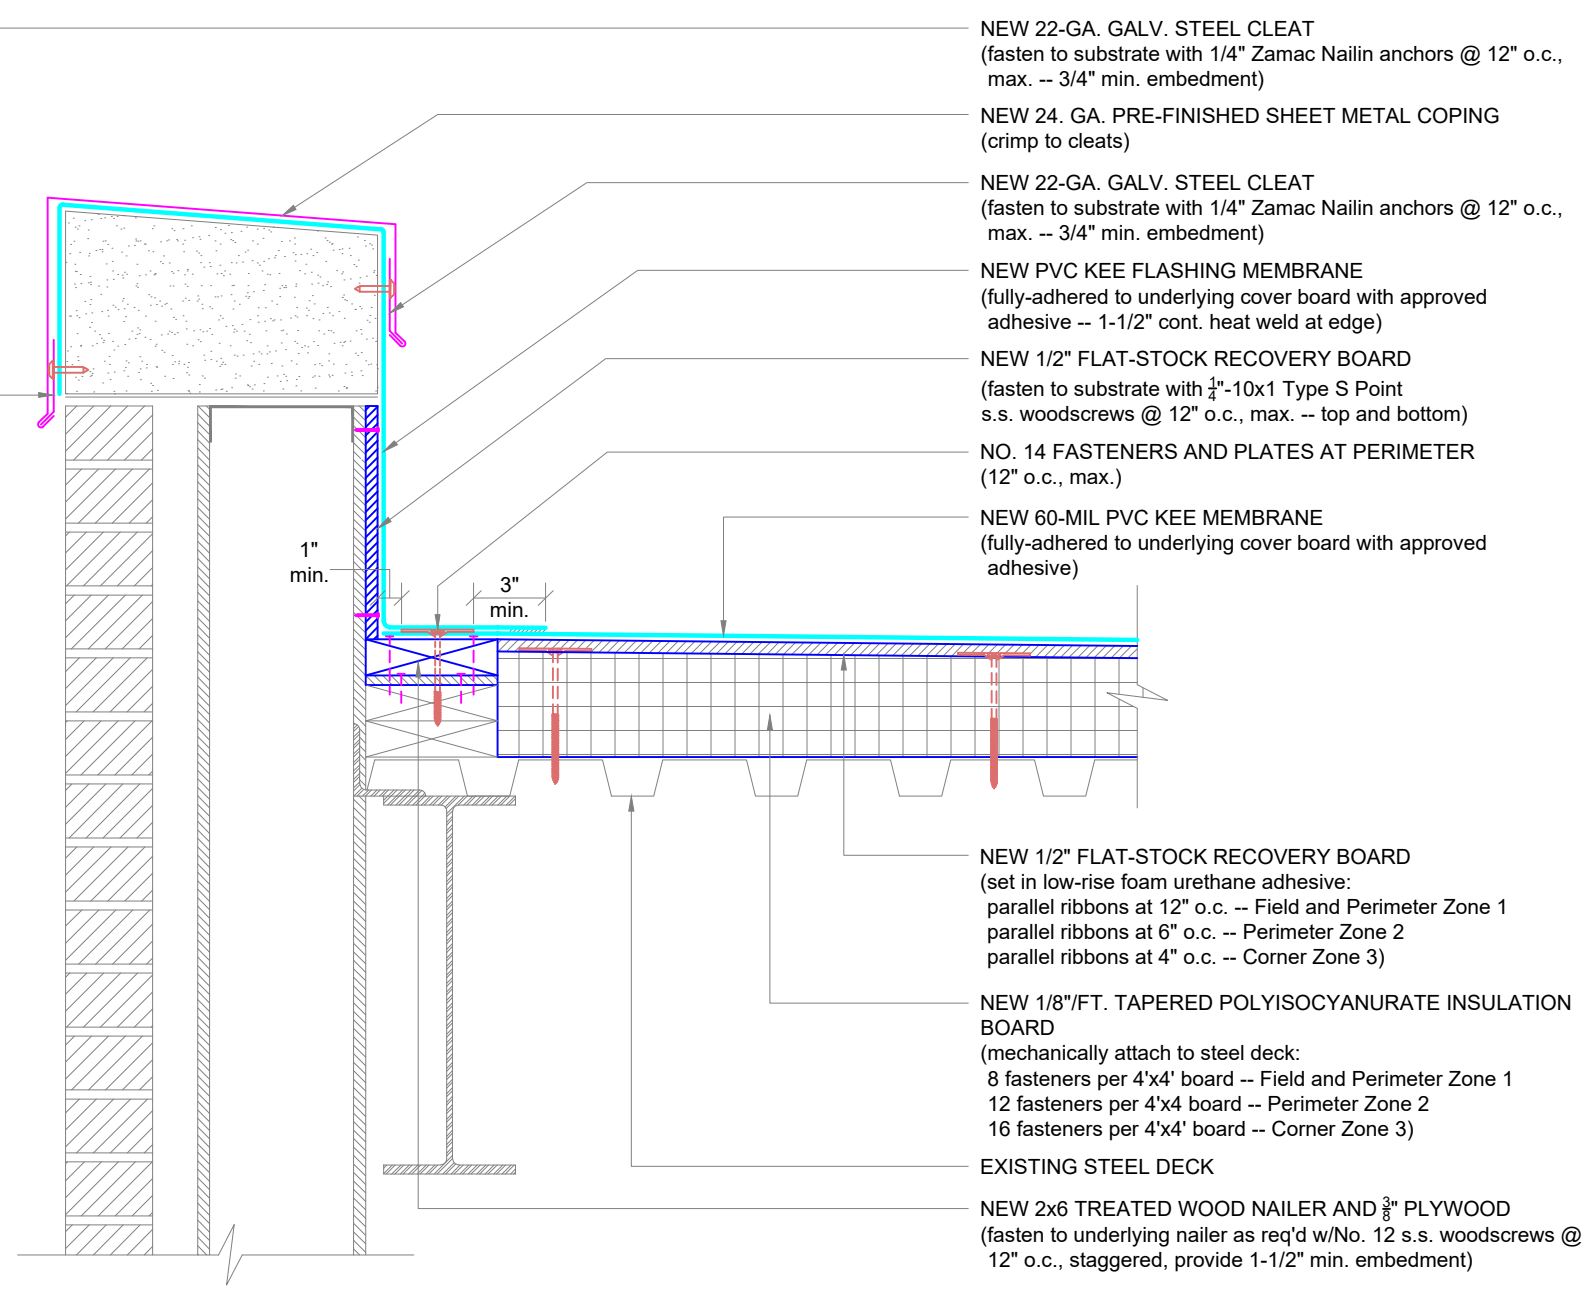 NEW 22-GA. GALV. STEEL CLEAT
(fasten to substrate with 1/4" Zamac Nailin anchors @ 12" o.c.,
max. -- 3/4" min. embedment)
NEW 24. GA. PRE-FINISHED SHEET METAL COPING
(crimp to cleats)
NEW 22-GA. GALV. STEEL CLEAT
(fasten to substrate with 1/4" Zamac Nailin anchors @ 12" o.c.,
max. -- 3/4" min. embedment)
NEW PVC KEE FLASHING MEMBRANE
(fully-adhered to underlying cover board with approved
adhesive -- 1-1/2" cont. heat weld at edge)
NEW 1/2" FLAT-STOCK RECOVERY BOARD
(fasten to substrate with 1/4"-10x1 Type S Point
s.s. woodscrews @ 12" o.c., max. -- top and bottom)
NO. 14 FASTENERS AND PLATES AT PERIMETER
(12" o.c., max.)
NEW 60-MIL PVC KEE MEMBRANE
(fully-adhered to underlying cover board with approved
adhesive)
1"
min.
3"
min.
NEW 1/2" FLAT-STOCK RECOVERY BOARD
(set in low-rise foam urethane adhesive:
parallel ribbons at 12" o.c. -- Field and Perimeter Zone 1
parallel ribbons at 6" o.c. -- Perimeter Zone 2
parallel ribbons at 4" o.c. -- Corner Zone 3)
NEW 1/8"/FT. TAPERED POLYISOCYANURATE INSULATION
BOARD
(mechanically attach to steel deck:
8 fasteners per 4'x4' board -- Field and Perimeter Zone 1
12 fasteners per 4'x4 board -- Perimeter Zone 2
16 fasteners per 4'x4' board -- Corner Zone 3)
EXISTING STEEL DECK
NEW 2x6 TREATED WOOD NAILER AND 3/8" PLYWOOD
(fasten to underlying nailer as req'd w/No. 12 s.s. woodscrews @
12" o.c., staggered, provide 1-1/2" min. embedment)